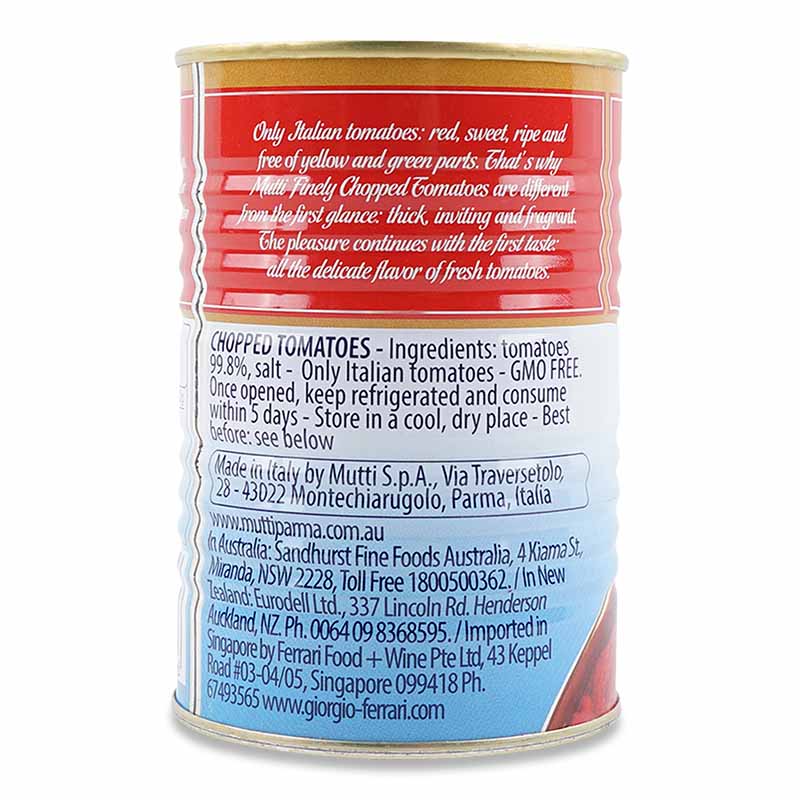 Only Italian tomatoes: red, sweet, ripe and
free of yellow and green parts. That's why
Mutti Finely Chopped Tomatoes are different
from the first glance: thick, inviting and fragrant.
The pleasure continues with the first taste:
all the delicate flavor of fresh tomatoes.
CHOPPED TOMATOES - Ingredients: tomatoes
99.8%, salt - Only Italian tomatoes - GMO FREE.
Once opened, keep refrigerated and consume
within 5 days - Store in a cool, dry place - Best
before: see below
Made in Italy by Mutti S.p.A., Via Traversetolo,
28 - 43022 Montechiarugolo, Parma, Italia
www.muttiparma.com.au
In Australia: Sandhurst Fine Foods Australia, 4 Kiama St,
Miranda, NSW 2228, Toll Free 1800500362. / In New
Zealand: Eurodell Ltd., 337 Lincoln Rd. Henderson
Auckland, NZ. Ph. 0064 09 8368595. / Imported in
Singapore by Ferrari Food + Wine Pte Ltd, 43 Keppel
Road #03-04/05, Singapore 099418 Ph.
67493565 www.giorgio-ferrari.com